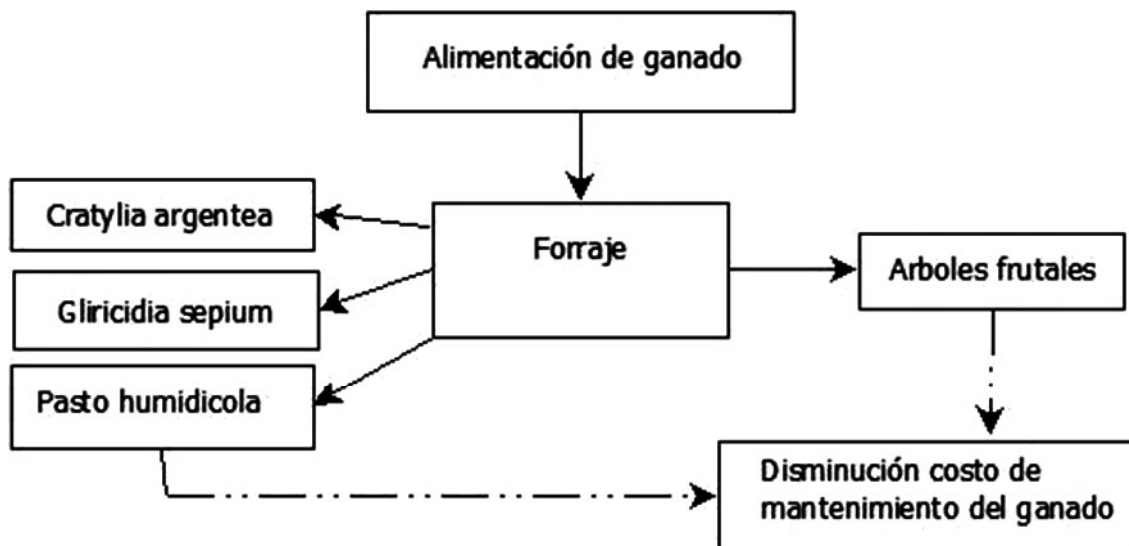 Alimentación de ganado
Cratylia argentea
Forraje
Arboles frutales
Gliricidia sepium
Pasto humidicola
Disminución costo de
mantenimiento del ganado